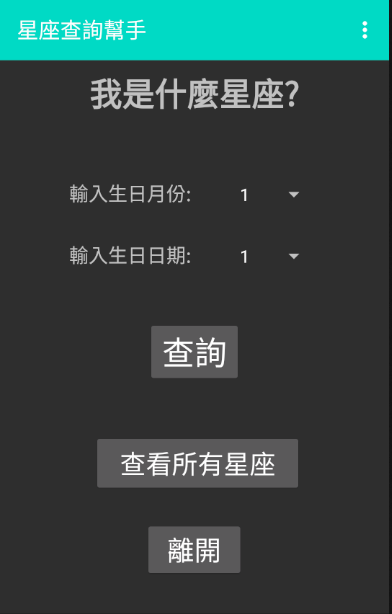 星座查詢幫手
我是什麼星座?
輸入生日月份: 1
輸入生日日期: 1
查詢
查看所有星座
離開